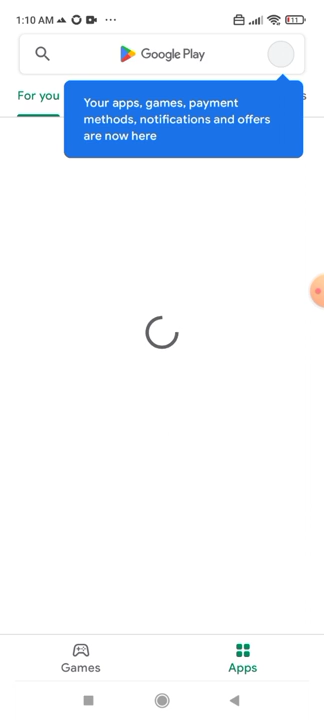 1:10 AM
11
Google Play
For you
s
Your apps, games, payment
methods, notifications and offers
are now here
Games
Apps